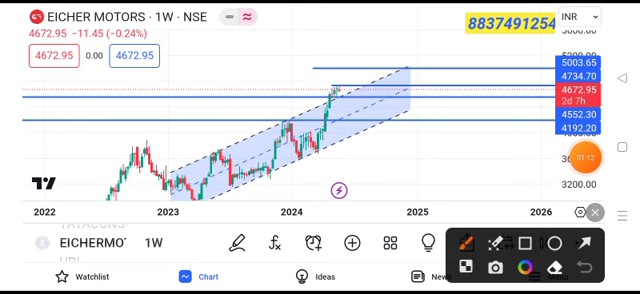 EICHER MOTORS · 1W · NSE
8837491254
INR
4672.95 −11.45 (−0.24%)
4672.95 0.00 4672.95
5003.65
4734.70
4672.95
2d 7h
4552.30
4192.20
01:12
3200.00
2022 2023 2024 2025 2026
EICHERMO 1W
Watchlist Chart Ideas News